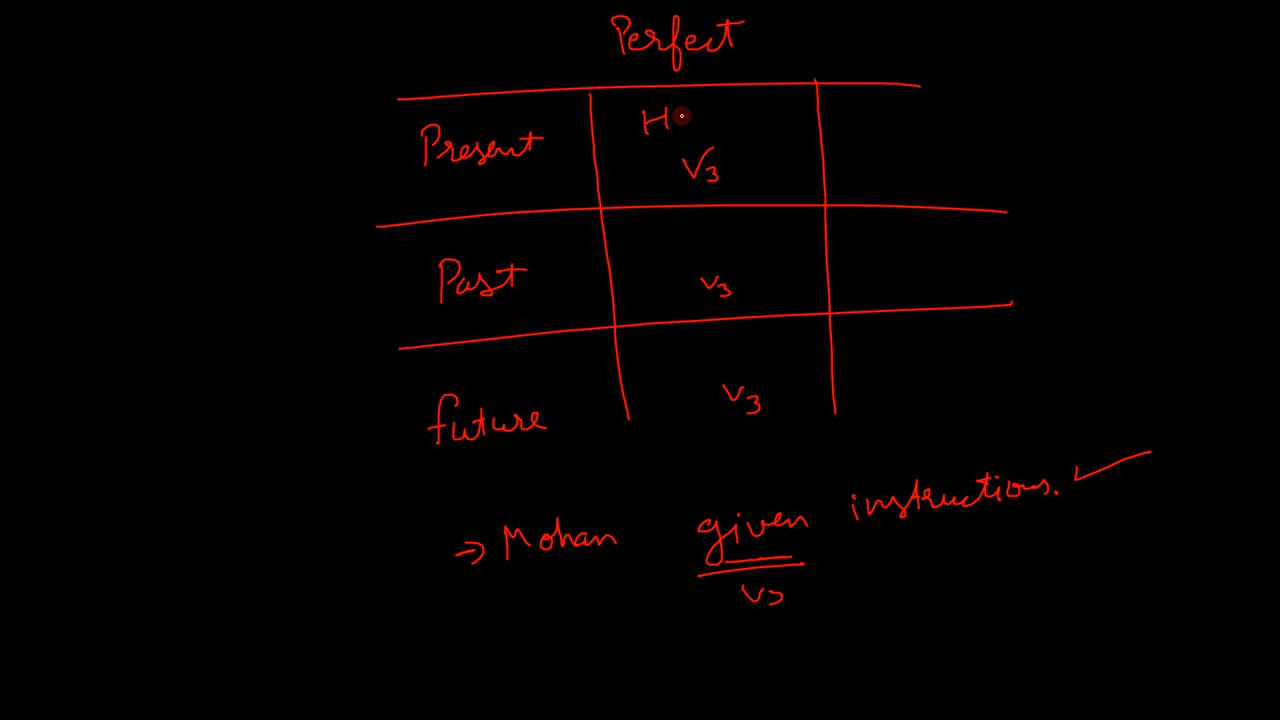 Perfect
Present H
V3
Past V3
future V3
→ Mohan given instructions. ✓
V3